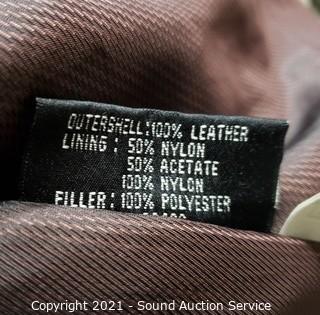 OUTERSHELL:100% LEATHER
LINING: 50% NYLON
50% ACETATE
100% NYLON
FILLER: 100% POLYESTER
Copyright 2021 - Sound Auction Service